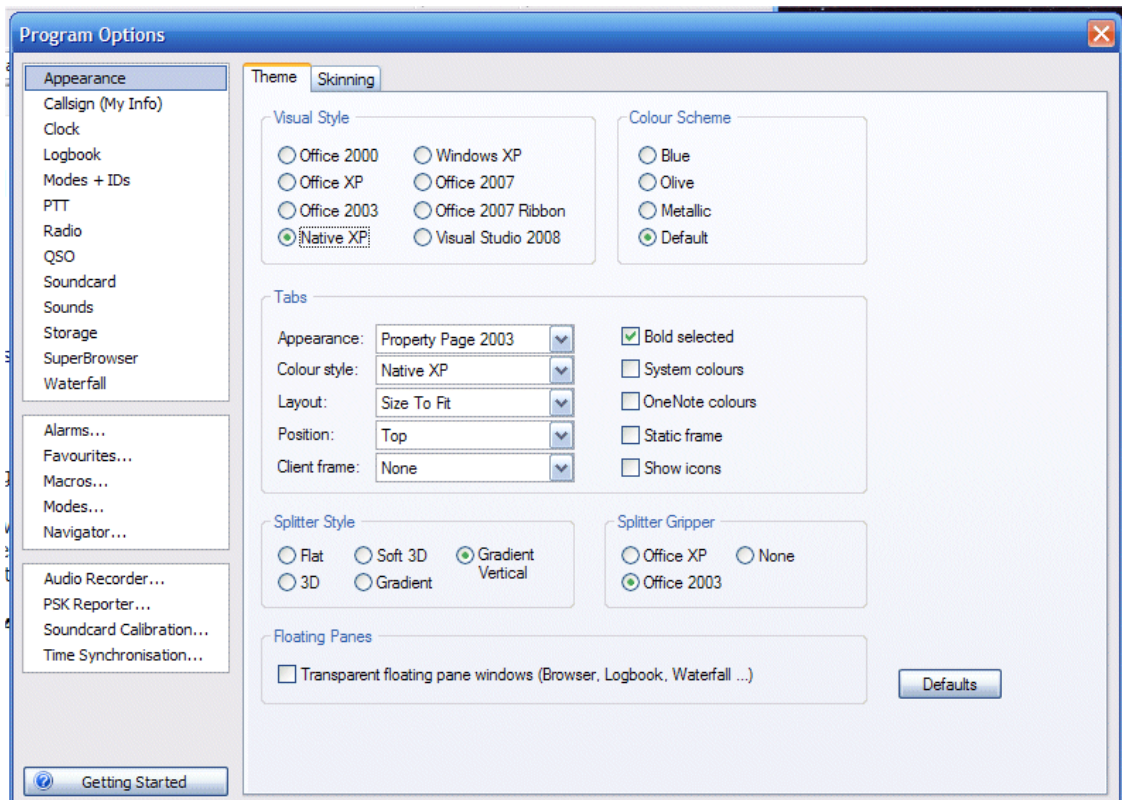 Program Options
Appearance
Callsign (My Info)
Clock
Logbook
Modes + IDs
PTT
Radio
QSO
Soundcard
Sounds
Storage
SuperBrowser
Waterfall
Alarms...
Favourites...
Macros...
Modes...
Navigator...
Audio Recorder...
PSK Reporter...
Soundcard Calibration...
Time Synchronisation...
Getting Started
Theme Skinning
Visual Style
Office 2000 Windows XP
Office XP Office 2007
Office 2003 Office 2007 Ribbon
Native XP Visual Studio 2008
Colour Scheme
Blue
Olive
Metallic
Default
Tabs
Appearance: Property Page 2003 Bold selected
Colour style: Native XP System colours
Layout: Size To Fit OneNote colours
Position: Top Static frame
Client frame: None Show icons
Splitter Style
Flat Soft 3D Gradient Vertical
3D Gradient
Splitter Gripper
Office XP None
Office 2003
Floating Panes
Transparent floating pane windows (Browser, Logbook, Waterfall ...)
Defaults